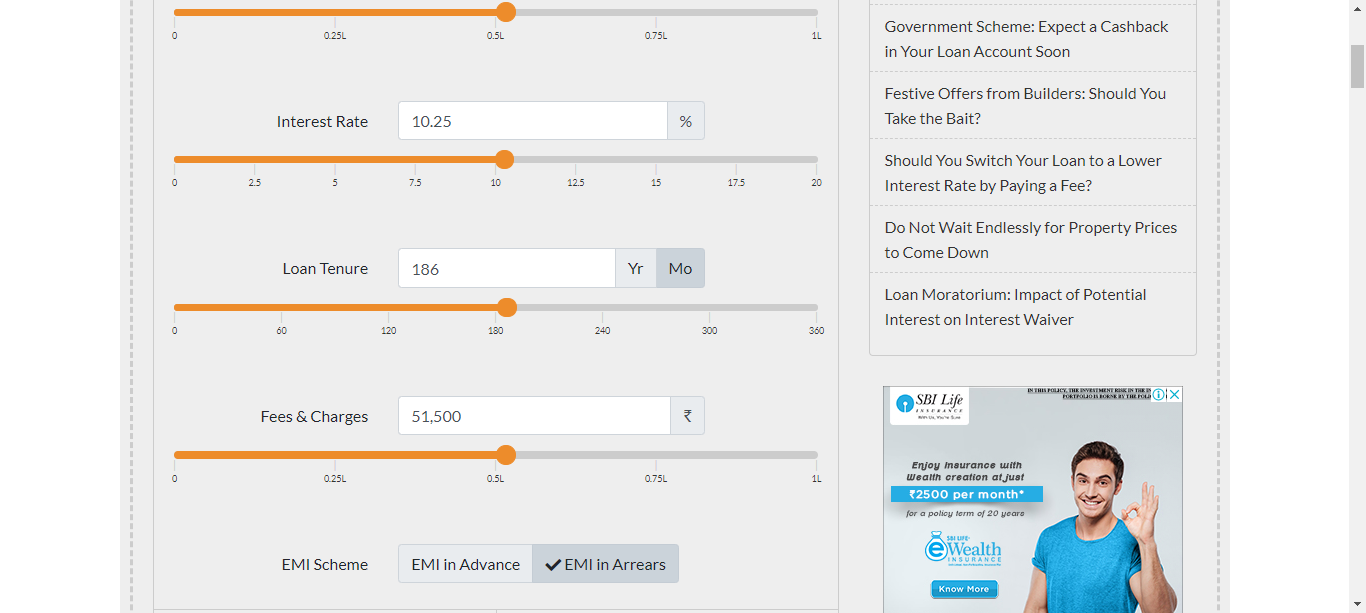 0 0.25L 0.5L 0.75L 1L
Interest Rate 10.25 %
0 2.5 5 7.5 10 12.5 15 17.5 20
Loan Tenure 186 Yr Mo
0 60 120 180 240 300 360
Fees & Charges 51,500 ₹
0 0.25L 0.5L 0.75L 1L
EMI Scheme EMI in Advance EMI in Arrears
Government Scheme: Expect a Cashback
in Your Loan Account Soon
Festive Offers from Builders: Should You
Take the Bait?
Should You Switch Your Loan to a Lower
Interest Rate by Paying a Fee?
Do Not Wait Endlessly for Property Prices
to Come Down
Loan Moratorium: Impact of Potential
Interest on Interest Waiver
IN THIS POLICY, THE INVESTMENT RISK IN THE
PORTFOLIO IS BORNE BY THE
SBI Life
INSURANCE
With Us, You're Sure
Enjoy Insurance with
Wealth creation at just
₹2500 per month*
for a policy term of 20 years
SBI LIFE-
eWealth
INSURANCE
Know More